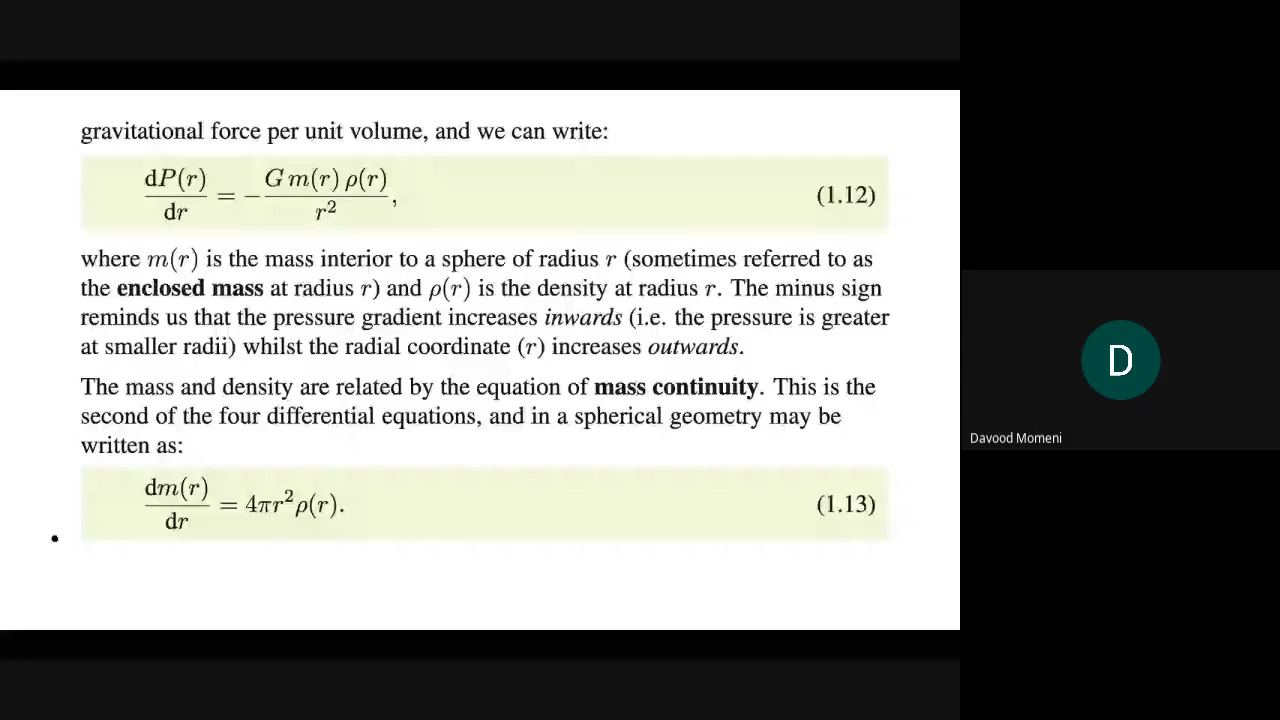 gravitational force per unit volume, and we can write:
dP(r)/dr = − G m(r) ρ(r)/r², (1.12)
where m(r) is the mass interior to a sphere of radius r (sometimes referred to as
the enclosed mass at radius r) and ρ(r) is the density at radius r. The minus sign
reminds us that the pressure gradient increases inwards (i.e. the pressure is greater
at smaller radii) whilst the radial coordinate (r) increases outwards.
The mass and density are related by the equation of mass continuity. This is the
second of the four differential equations, and in a spherical geometry may be
written as:
dm(r)/dr = 4πr²ρ(r). (1.13)
D
Davood Momeni